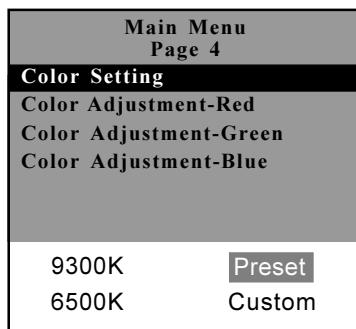 Main Menu
Page 4
Color Setting
Color Adjustment-Red
Color Adjustment-Green
Color Adjustment-Blue
9300K Preset
6500K Custom